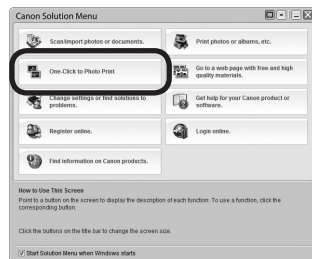 Canon Solution Menu
Scan/Import photos or documents.
Print photos or albums, etc.
One-Click to Photo Print
Go to a web page with free and high
quality materials.
Change settings or find solutions to
problems.
Get help for your Canon product or
software.
Register online.
Login online.
Find information on Canon products.
How to Use This Screen
Point to a button on the screen to display the description of each function. To use a function, click the
corresponding button.
Click the buttons on the title bar to change the screen size.
Start Solution Menu when Windows starts